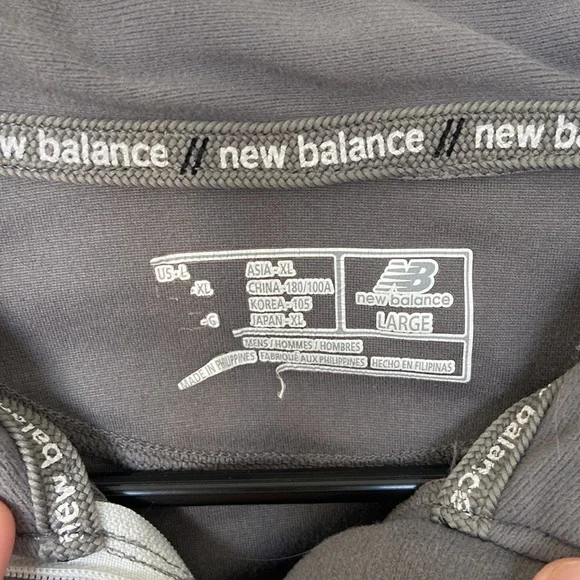 w balance // new balance // new ba
US-L
-XL
-G
ASIA-XL
CHINA-180/100A
KOREA-105
JAPAN-XL
NB
new balance
LARGE
MENS / HOMMES / HOMBRES
MADE IN PHILIPPINES
FABRIQUÉ AUX PHILIPPINES
HECHO EN FILIPINAS
new balance
new balance